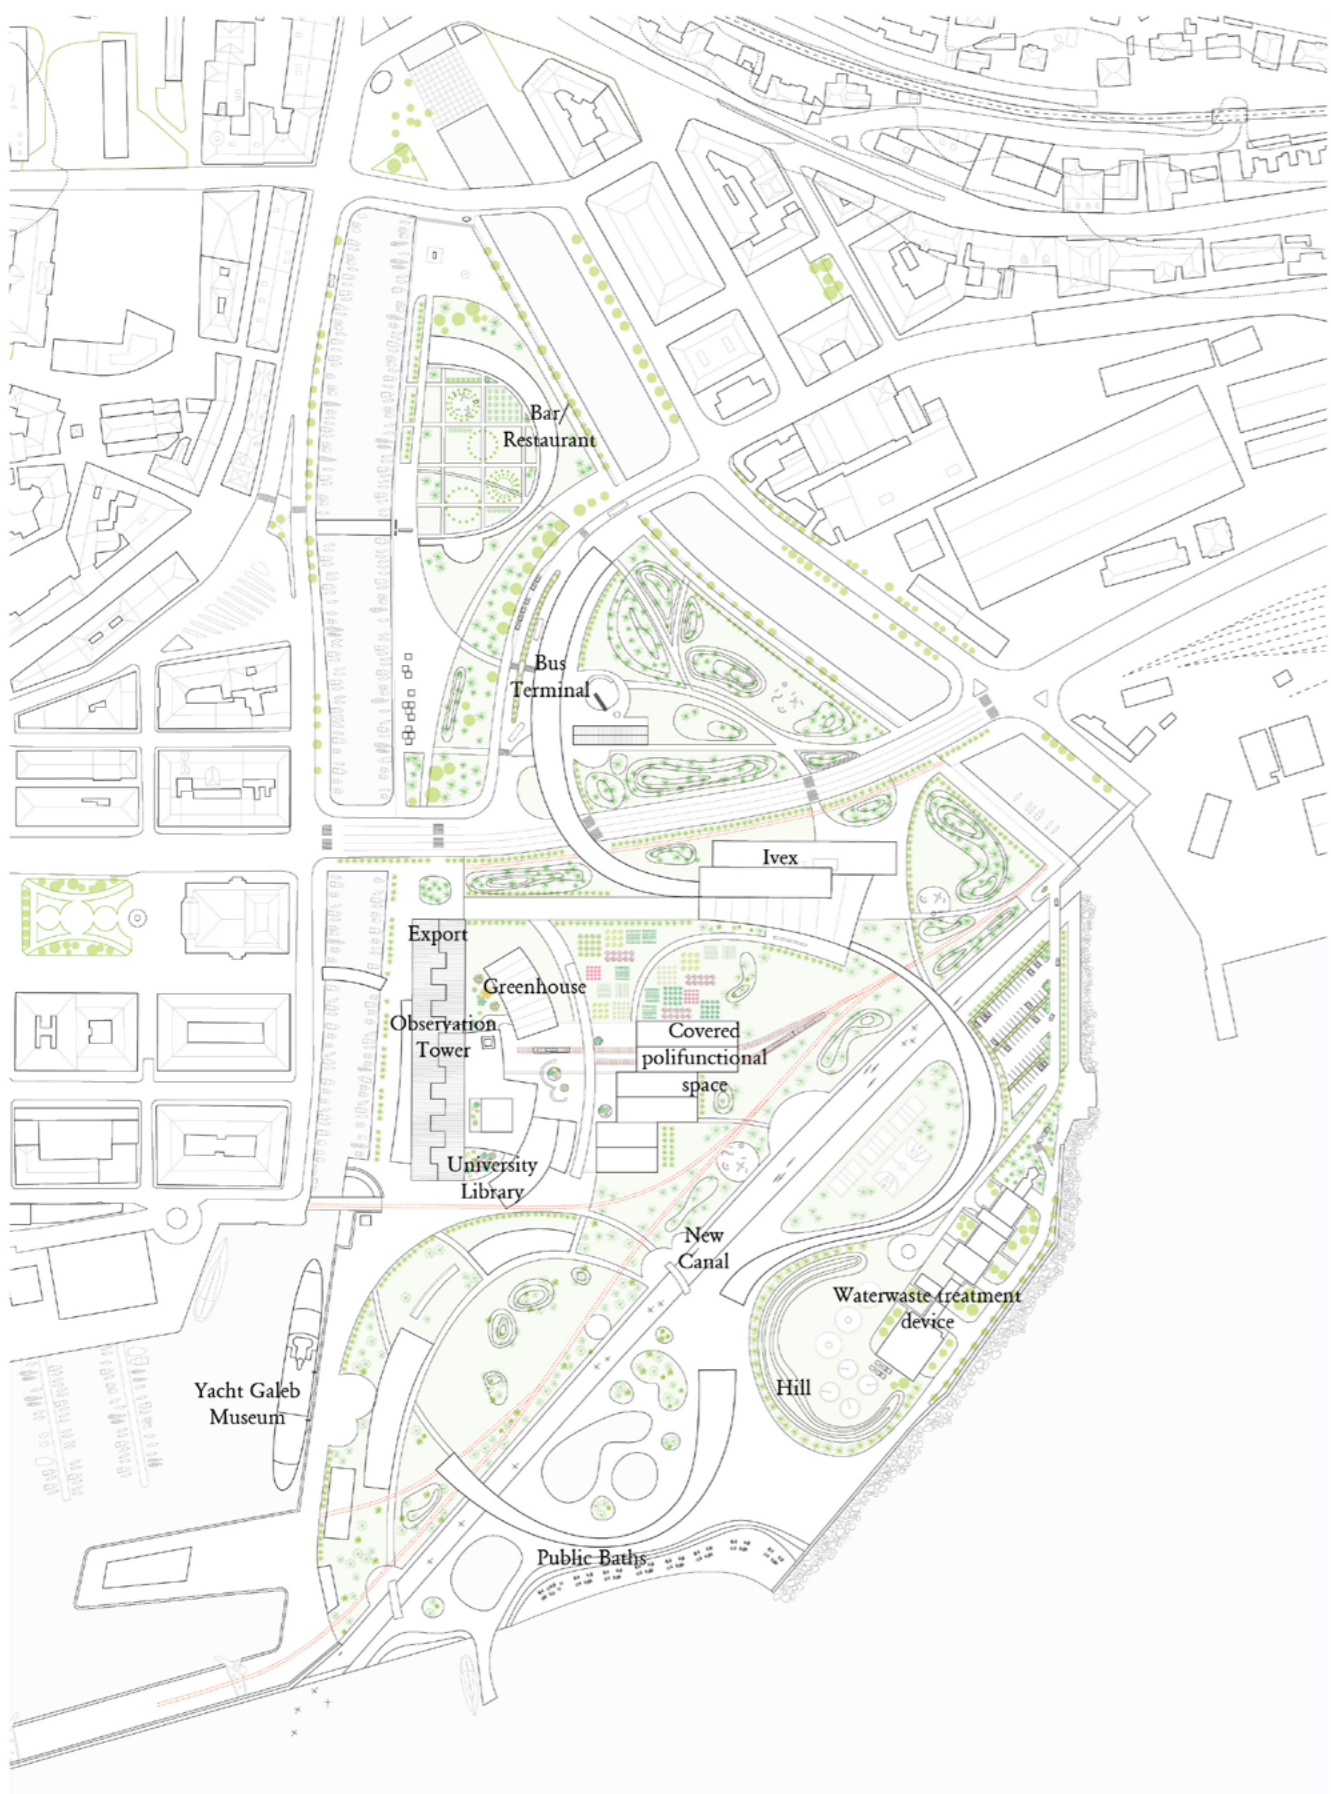 Bar/
Restaurant
Bus
Terminal
Ivex
Export
Greenhouse
Observation
Tower
Covered
polifunctional
space
University
Library
New
Canal
Waterwaste treatment
device
Yacht Galeb
Museum
Hill
Public Baths